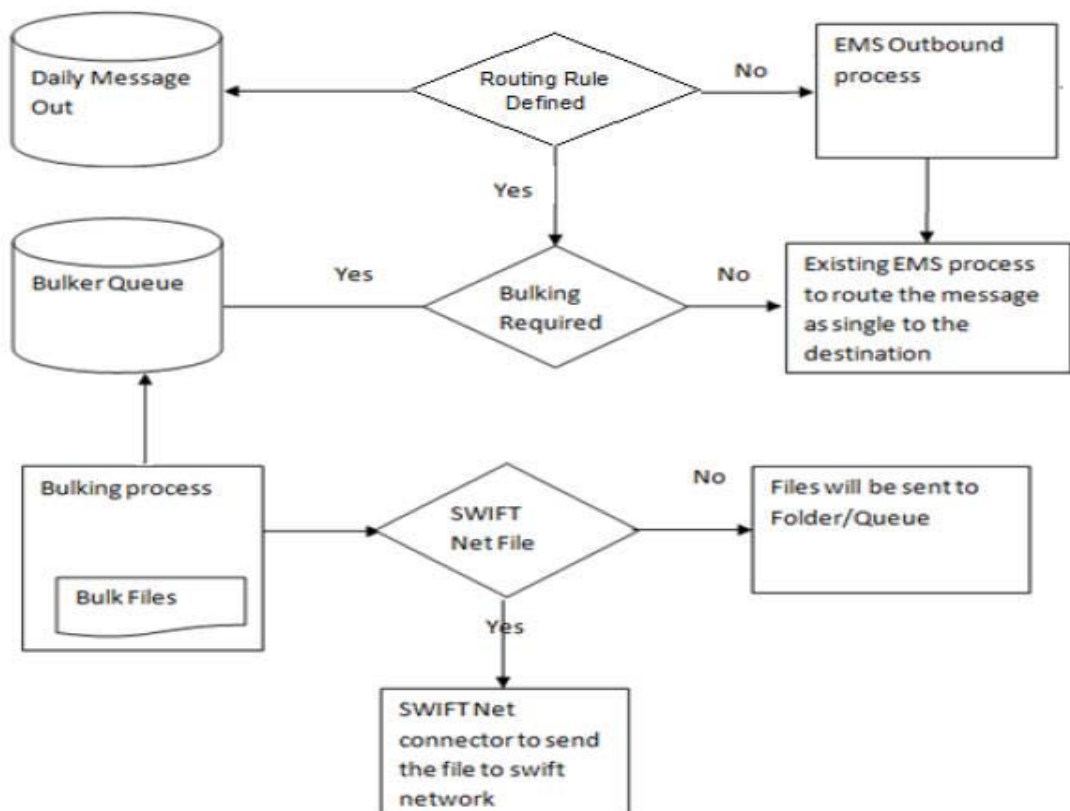 Daily Message
Out
Routing Rule
Defined
No
EMS Outbound
process
Yes
Bulker Queue
Yes
Bulking
Required
No
Existing EMS process
to route the message
as single to the
destination
Bulking process
Bulk Files
SWIFT
Net File
No
Files will be sent to
Folder/Queue
Yes
SWIFT Net
connector to send
the file to swift
network